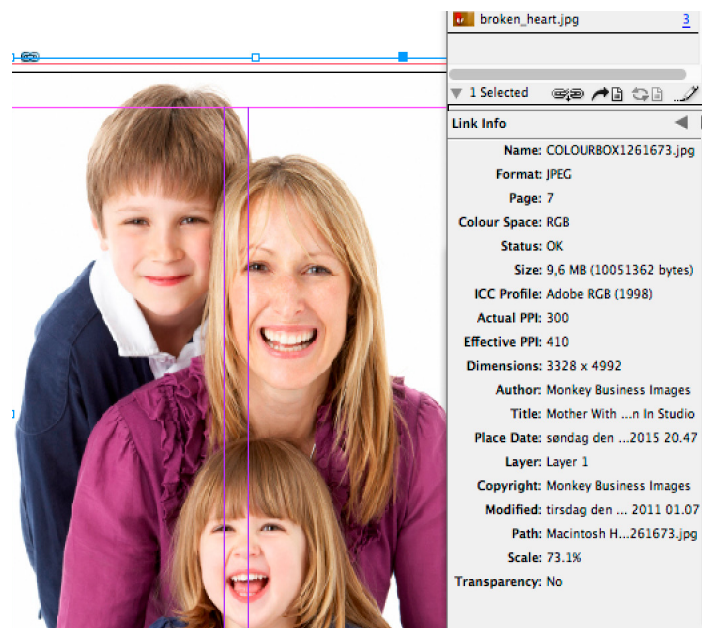 broken_heart.jpg 3
1 Selected
Link Info
Name: COLOURBOX1261673.jpg
Format: JPEG
Page: 7
Colour Space: RGB
Status: OK
Size: 9,6 MB (10051362 bytes)
ICC Profile: Adobe RGB (1998)
Actual PPI: 300
Effective PPI: 410
Dimensions: 3328 x 4992
Author: Monkey Business Images
Title: Mother With ...n In Studio
Place Date: søndag den ...2015 20.47
Layer: Layer 1
Copyright: Monkey Business Images
Modified: tirsdag den ... 2011 01.07
Path: Macintosh H...261673.jpg
Scale: 73.1%
Transparency: No